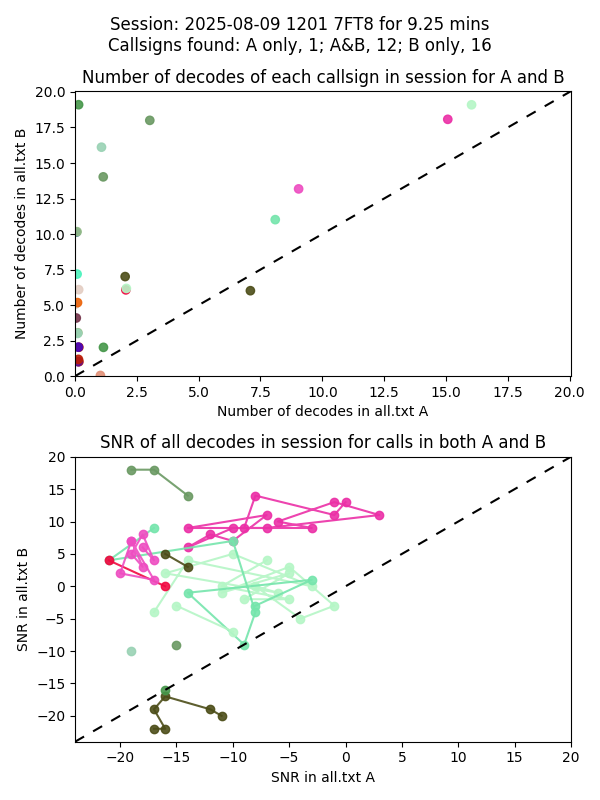 Session: 2025-08-09 1201 7FT8 for 9.25 mins
Callsigns found: A only, 1; A&B, 12; B only, 16
Number of decodes of each callsign in session for A and B
20.0
17.5
15.0
12.5
10.0
7.5
5.0
2.5
0.0
Number of decodes in all.txt B
0.0 2.5 5.0 7.5 10.0 12.5 15.0 17.5 20.0
Number of decodes in all.txt A
SNR of all decodes in session for calls in both A and B
20
15
10
5
0
−5
−10
−15
−20
SNR in all.txt B
−20 −15 −10 −5 0 5 10 15 20
SNR in all.txt A